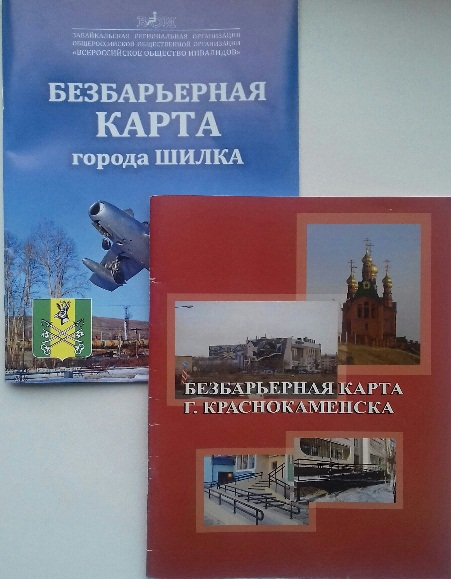 ЗАБАЙКАЛЬСКАЯ РЕГИОНАЛЬНАЯ ОРГАНИЗАЦИЯ
ОБЩЕРОССИЙСКОЙ ОБЩЕСТВЕННОЙ ОРГАНИЗАЦИИ
«ВСЕРОССИЙСКОЕ ОБЩЕСТВО ИНВАЛИДОВ»
БЕЗБАРЬЕРНАЯ
КАРТА
города ШИЛКА
БЕЗБАРЬЕРНАЯ КАРТА
Г. КРАСНОКАМЕНСКА